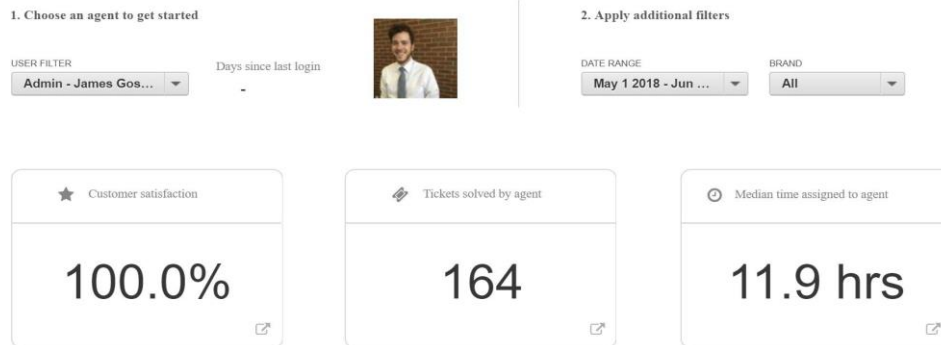 1. Choose an agent to get started
2. Apply additional filters
USER FILTER
Days since last login
DATE RANGE
BRAND
Admin - James Gos...
-
May 1 2018 - Jun ...
All
Customer satisfaction
Tickets solved by agent
Median time assigned to agent
100.0%
164
11.9 hrs